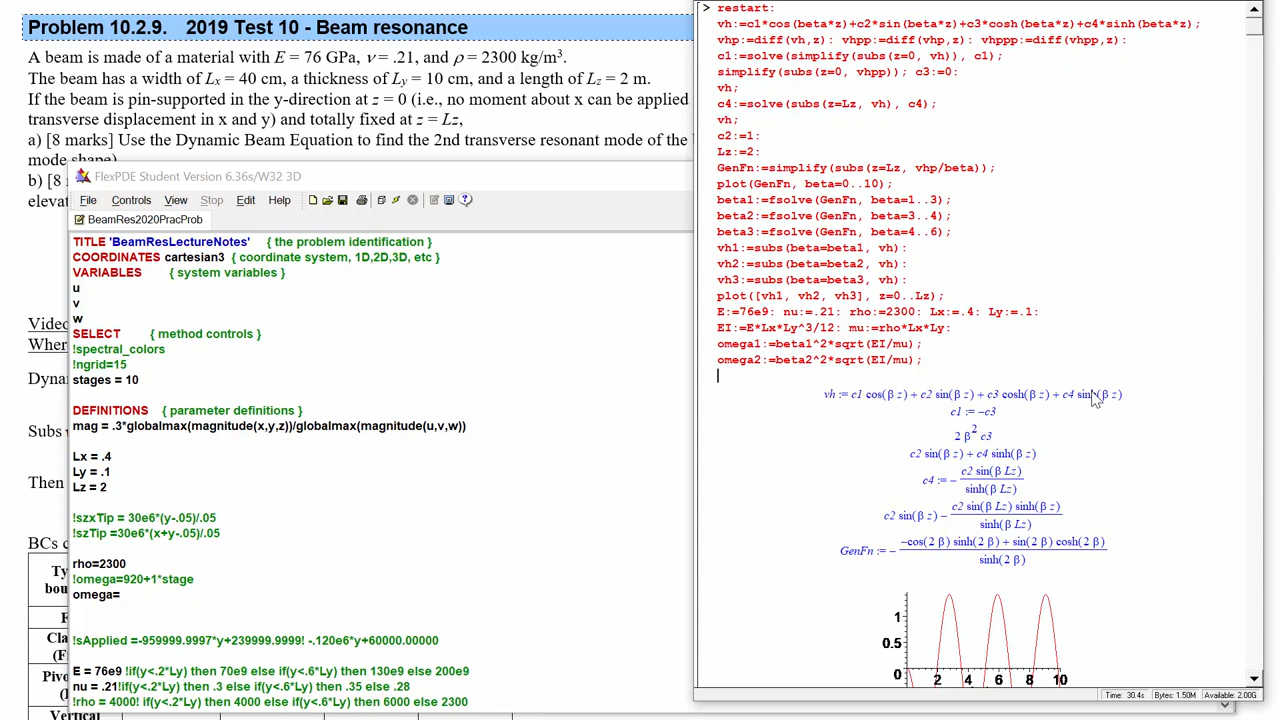 Problem 10.2.9. 2019 Test 10 - Beam resonance
A beam is made of a material with E = 76 GPa, ν = .21, and ρ = 2300 kg/m³.
The beam has a width of Lx = 40 cm, a thickness of Ly = 10 cm, and a length of Lz = 2 m.
If the beam is pin-supported in the y-direction at z = 0 (i.e., no moment about x can be applied
transverse displacement in x and y) and totally fixed at z = Lz,
a) [8 marks] Use the Dynamic Beam Equation to find the 2nd transverse resonant mode of the b
mode shape)
b) [8
elevat
Video
Where
Dynam
Subs
Then
BCs c
Ty
bound
F
Cla
(F
Pivo
(
Vertical
FlexPDE Student Version 6.36s/W32 3D
File Controls View Stop Edit Help
BeamRes2020PracProb
TITLE 'BeamResLectureNotes' { the problem identification }
COORDINATES cartesian3 { coordinate system, 1D,2D,3D, etc }
VARIABLES { system variables }
u
v
w
SELECT { method controls }
!spectral_colors
!ngrid=15
stages = 10
DEFINITIONS { parameter definitions }
mag = .3*globalmax(magnitude(x,y,z))/globalmax(magnitude(u,v,w))
Lx = .4
Ly = .1
Lz = 2
!szxTip = 30e6*(y-.05)/.05
!szTip =30e6*(x+y-.05)/.05
rho=2300
!omega=920+1*stage
omega=
!sApplied =-959999.9997*y+239999.9999! -.120e6*y+60000.00000
E = 76e9 !if(y<.2*Ly) then 70e9 else if(y<.6*Ly) then 130e9 else 200e9
nu = .21!if(y<.2*Ly) then .3 else if(y<.6*Ly) then .35 else .28
!rho = 4000! if(y<.2*Ly) then 4000 else if(y<.6*Ly) then 6000 else 2300
> restart:
vh:=c1*cos(beta*z)+c2*sin(beta*z)+c3*cosh(beta*z)+c4*sinh(beta*z);
vhp:=diff(vh,z): vhpp:=diff(vhp,z): vhppp:=diff(vhpp,z):
c1:=solve(simplify(subs(z=0, vh)), c1);
simplify(subs(z=0, vhpp)); c3:=0:
vh;
c4:=solve(subs(z=Lz, vh), c4);
vh;
c2:=1:
Lz:=2:
GenFn:=simplify(subs(z=Lz, vhp/beta));
plot(GenFn, beta=0..10);
beta1:=fsolve(GenFn, beta=1..3);
beta2:=fsolve(GenFn, beta=3..4);
beta3:=fsolve(GenFn, beta=4..6);
vh1:=subs(beta=beta1, vh):
vh2:=subs(beta=beta2, vh):
vh3:=subs(beta=beta3, vh):
plot([vh1, vh2, vh3], z=0..Lz);
E:=76e9: nu:=.21: rho:=2300: Lx:=.4: Ly:=.1:
EI:=E*Lx*Ly^3/12: mu:=rho*Lx*Ly:
omega1:=beta1^2*sqrt(EI/mu);
omega2:=beta2^2*sqrt(EI/mu);
vh := c1 cos(β z) + c2 sin(β z) + c3 cosh(β z) + c4 sinh(β z)
c1 := −c3
2 β² c3
c2 sin(β z) + c4 sinh(β z)
c4 := − c2 sin(β Lz) / sinh(β Lz)
c2 sin(β z) − c2 sin(β Lz) sinh(β z) / sinh(β Lz)
GenFn := − −cos(2 β) sinh(2 β) + sin(2 β) cosh(2 β) / sinh(2 β)
1
0.5
0
2 4 6 8 10
Time: 30.4s Bytes: 1.50M Available: 2.00G